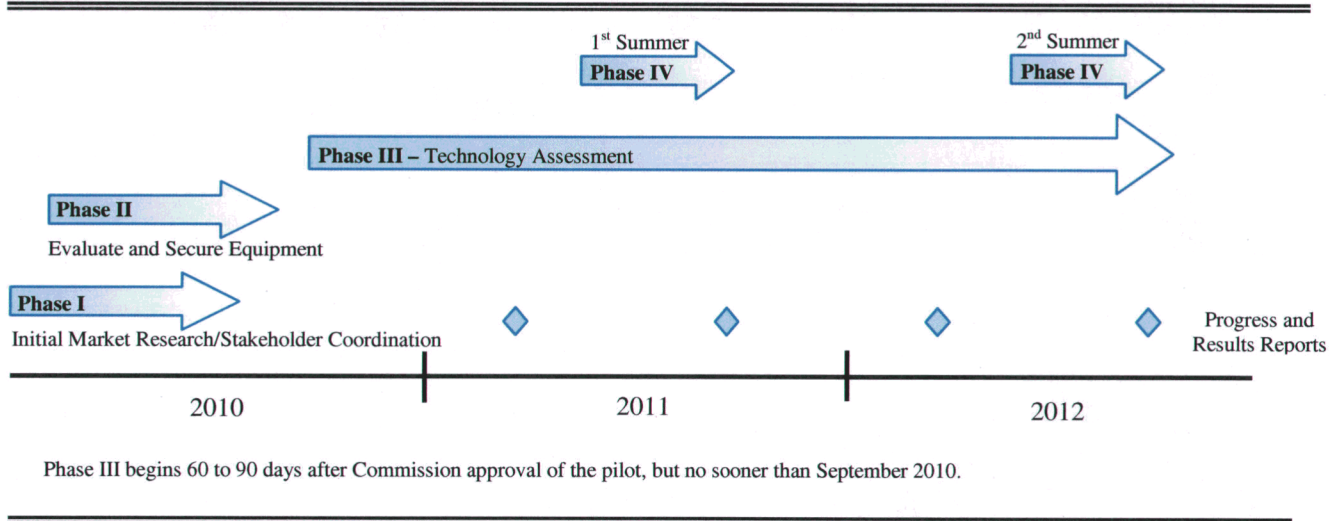 1st Summer
Phase IV
2nd Summer
Phase IV
Phase III – Technology Assessment
Phase II
Evaluate and Secure Equipment
Phase I
Initial Market Research/Stakeholder Coordination
Progress and
Results Reports
2010
2011
2012
Phase III begins 60 to 90 days after Commission approval of the pilot, but no sooner than September 2010.